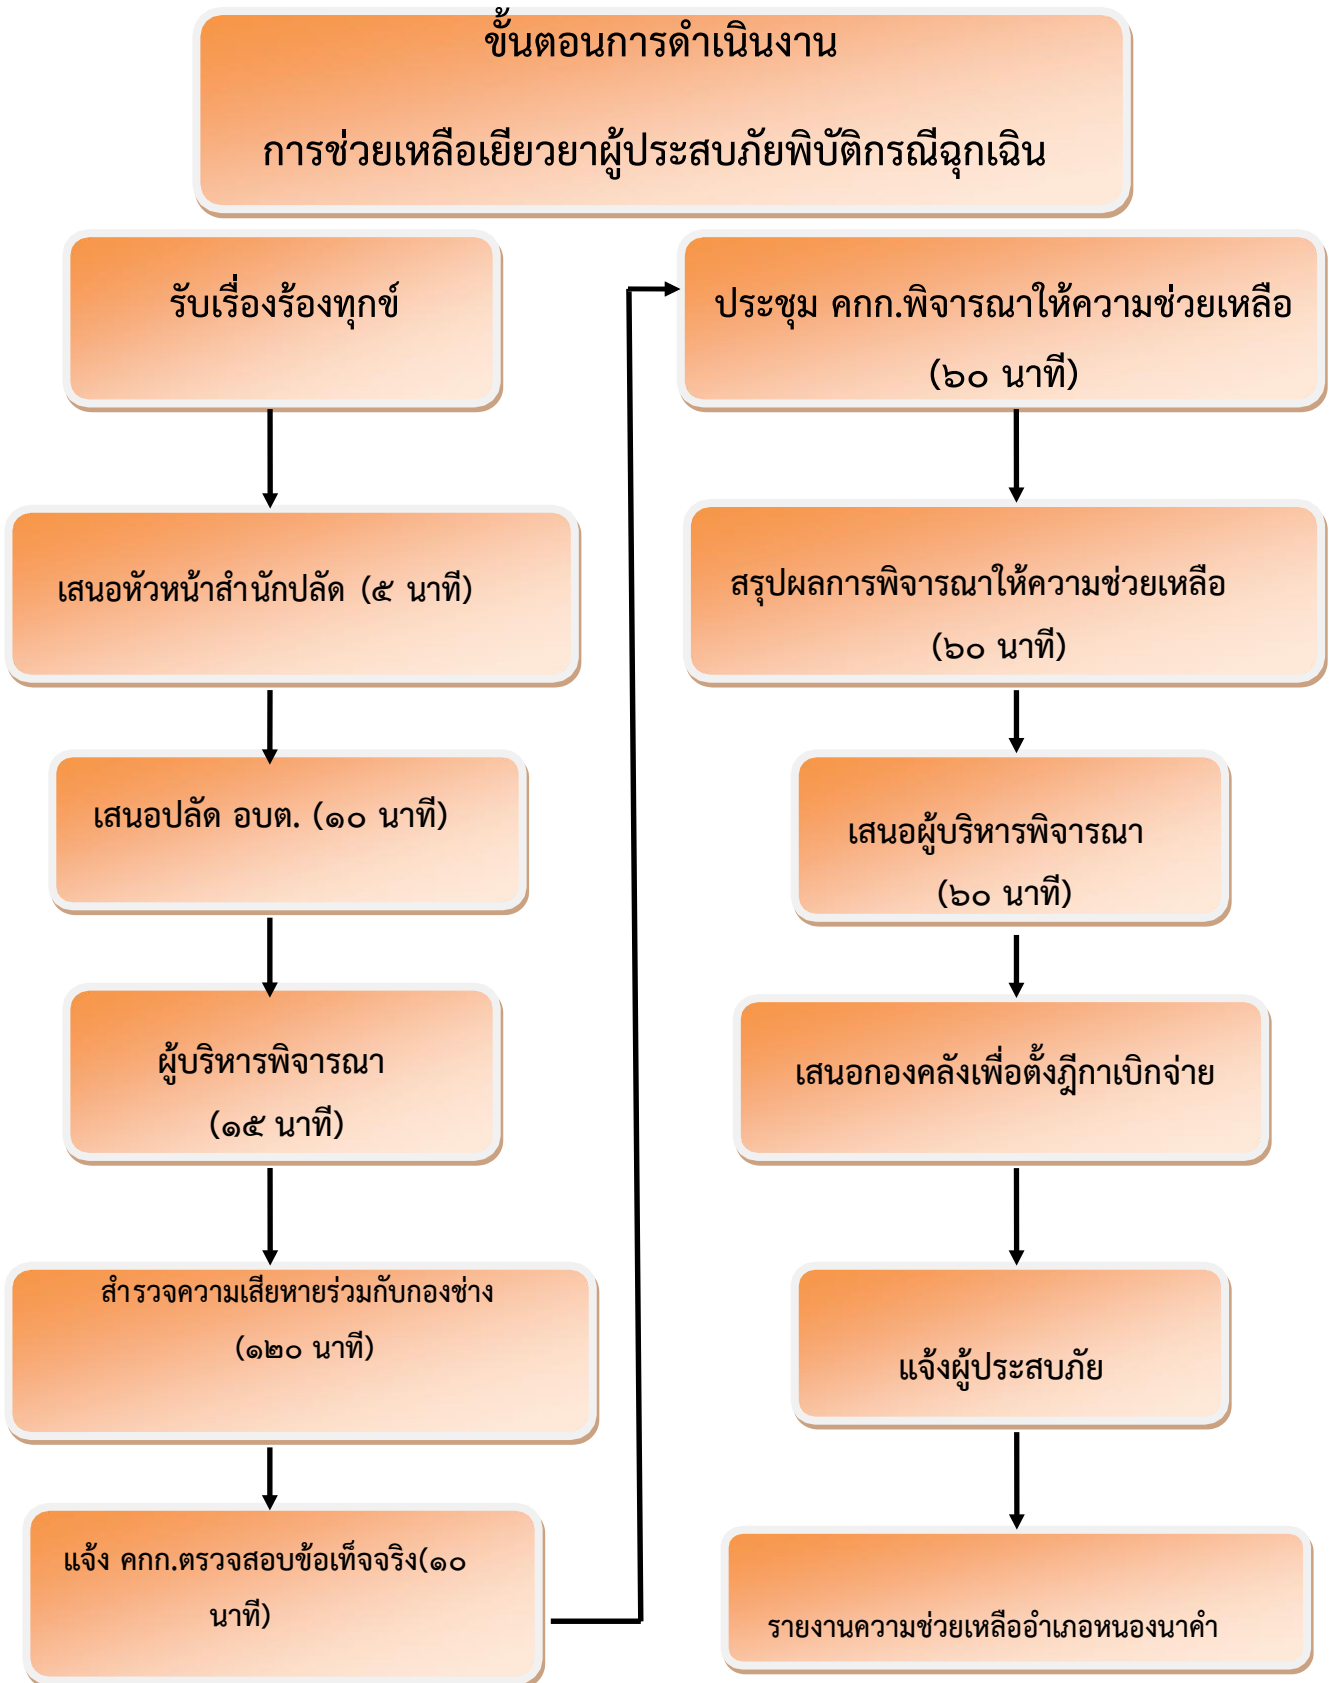 ขั้นตอนการดำเนินงาน
การช่วยเหลือเยียวยาผู้ประสบภัยพิบัติกรณีฉุกเฉิน
รับเรื่องร้องทุกข์
เสนอหัวหน้าสำนักปลัด (๕ นาที)
เสนอปลัด อบต. (๑๐ นาที)
ผู้บริหารพิจารณา
(๑๕ นาที)
สำรวจความเสียหายร่วมกับกองช่าง
(๑๒๐ นาที)
แจ้ง คกก.ตรวจสอบข้อเท็จจริง(๑๐
นาที)
ประชุม คกก.พิจารณาให้ความช่วยเหลือ
(๖๐ นาที)
สรุปผลการพิจารณาให้ความช่วยเหลือ
(๖๐ นาที)
เสนอผู้บริหารพิจารณา
(๖๐ นาที)
เสนอกองคลังเพื่อตั้งฎีกาเบิกจ่าย
แจ้งผู้ประสบภัย
รายงานความช่วยเหลืออำเภอหนองนาคำ